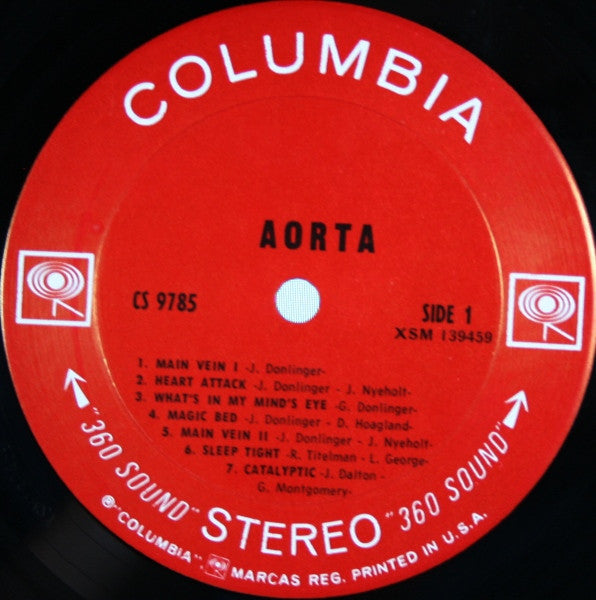 COLUMBIA
AORTA
CS 9785
SIDE 1
XSM 139459
1. MAIN VEIN I -J. Donlinger-
2. HEART ATTACK -J. Donlinger - J. Nyeholt-
3. WHAT'S IN MY MIND'S EYE -G. Donlinger-
4. MAGIC BED -J. Donlinger - D. Hoagland-
5. MAIN VEIN II -J. Donlinger - J. Nyeholt-
6. SLEEP TIGHT -R. Titelman - L. George-
7. CATALYPTIC -J. Dalton -
G. Montgomery-
"360 SOUND" STEREO "360 SOUND"
® "COLUMBIA", MARCAS REG. PRINTED IN U.S.A.